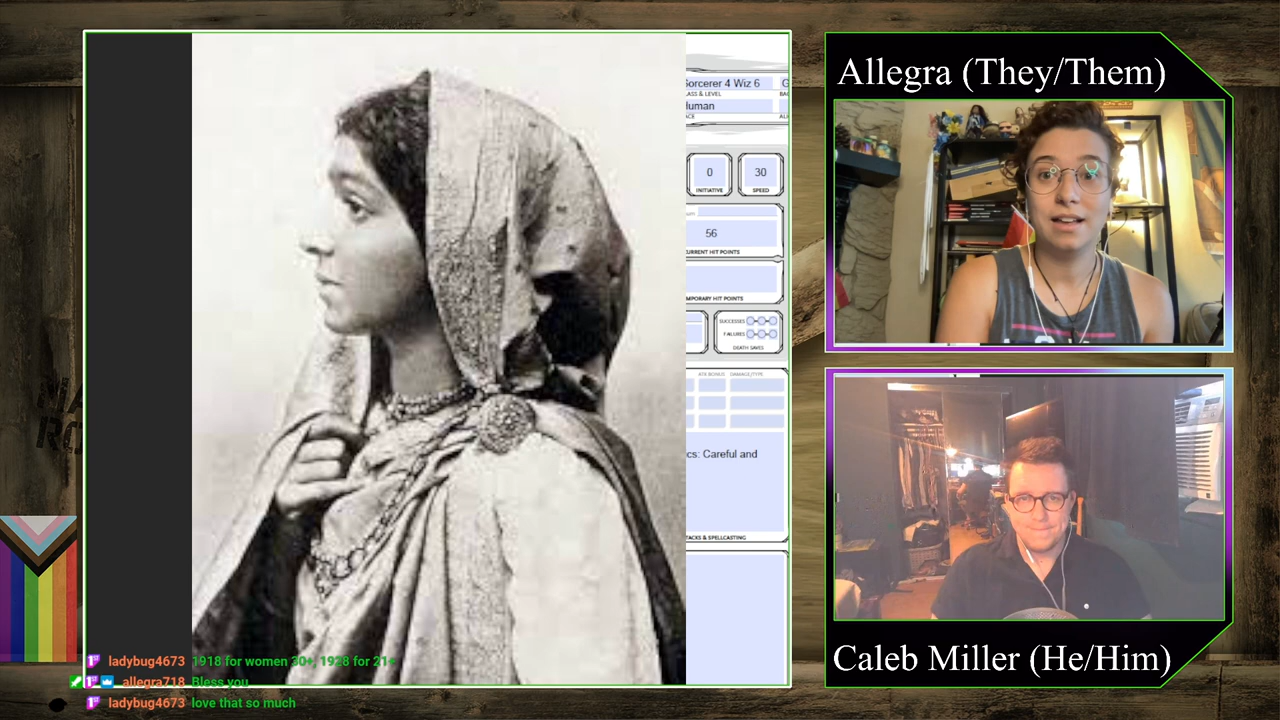 Allegra (They/Them)
Sorcerer 4 Wiz 6
CLASS & LEVEL
Human
0
INITIATIVE
30
SPEED
56
CURRENT HIT POINTS
TEMPORARY HIT POINTS
SUCCESSES
FAILURES
DEATH SAVES
ATK BONUS DAMAGE/TYPE
cs: Careful and
ATTACKS & SPELLCASTING
Caleb Miller (He/Him)
ladybug4673 1918 for women 30+, 1928 for 21+
allegra718 Bless you
ladybug4673 love that so much